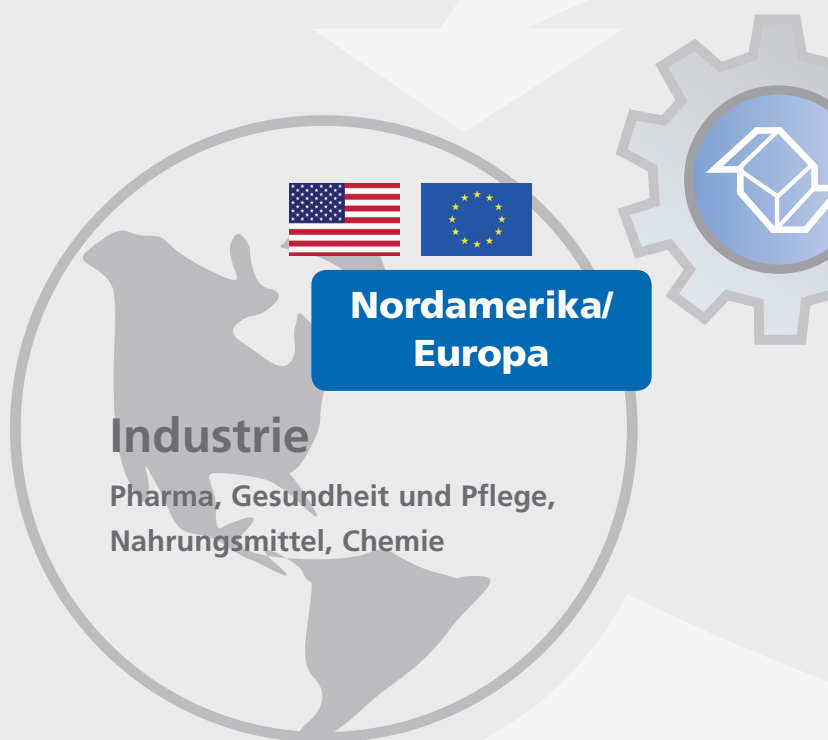 Nordamerika/
Europa
Industrie
Pharma, Gesundheit und Pflege,
Nahrungsmittel, Chemie